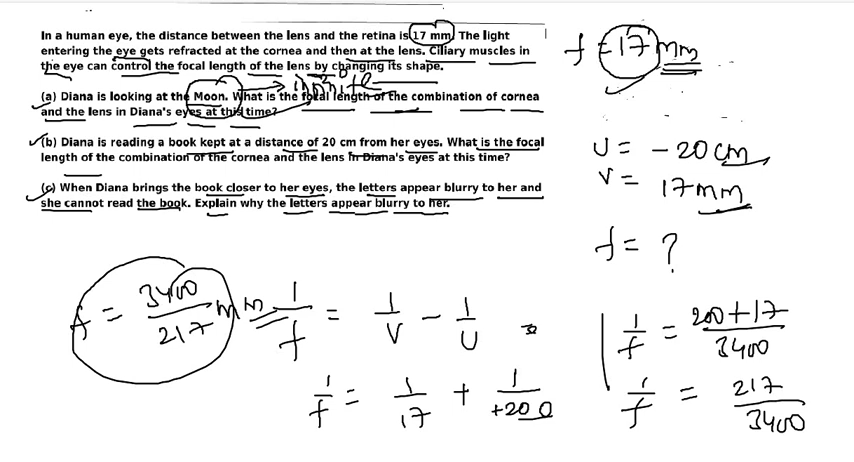 In a human eye, the distance between the lens and the retina is 17 mm. The light
entering the eye gets refracted at the cornea and then at the lens. Ciliary muscles in
the eye can control the focal length of the lens by changing its shape.
infinite
(a) Diana is looking at the Moon. What is the focal length of the combination of cornea
and the lens in Diana's eyes at this time?
(b) Diana is reading a book kept at a distance of 20 cm from her eyes. What is the focal
length of the combination of the cornea and the lens in Diana's eyes at this time?
(c) When Diana brings the book closer to her eyes, the letters appear blurry to her and
she cannot read the book. Explain why the letters appear blurry to her.
f = 17 mm
U = - 20 cm
V = 17 mm
f = ?
f = 3400/217 mm
1/f = 1/V - 1/U
1/f = 1/17 + 1/+200
1/f = 200+17/3400
1/f = 217/3400